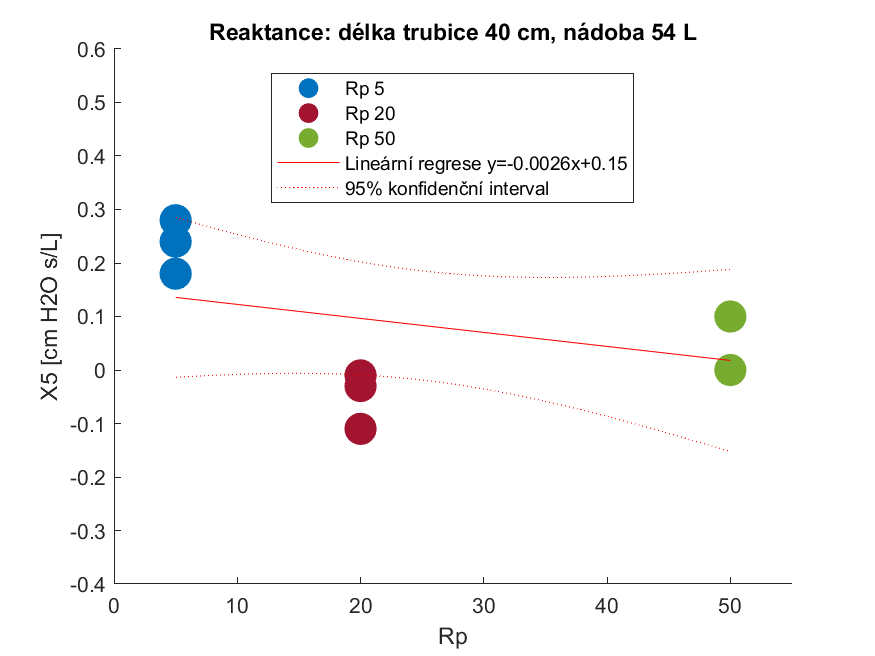 Reaktance: délka trubice 40 cm, nádoba 54 L
0.6
0.5
0.4
0.3
0.2
0.1
0
-0.1
-0.2
-0.3
-0.4
X5 [cm H2O s/L]
Rp 5
Rp 20
Rp 50
Lineární regrese y=-0.0026x+0.15
95% konfidenční interval
0
10
20
30
40
50
Rp